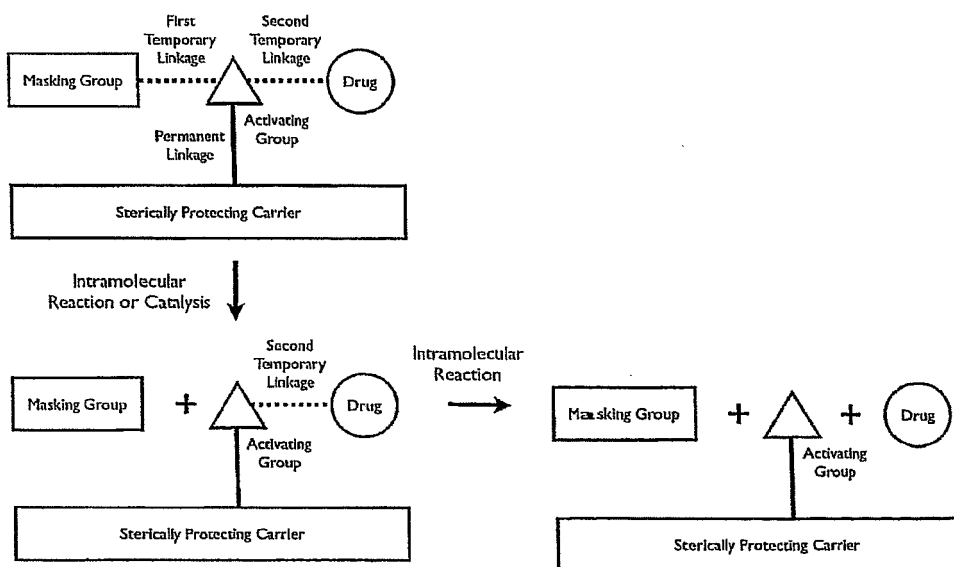 First
Temporary
Linkage
Second
Temporary
Linkage
Masking Group
Drug
Activating
Group
Permanent
Linkage
Sterically Protecting Carrier
Intramolecular
Reaction or Catalysis
Second
Temporary
Linkage
Masking Group
+
Drug
Activating
Group
Sterically Protecting Carrier
Intramolecular
Reaction
Masking Group
+
+
Drug
Activating
Group
Sterically Protecting Carrier